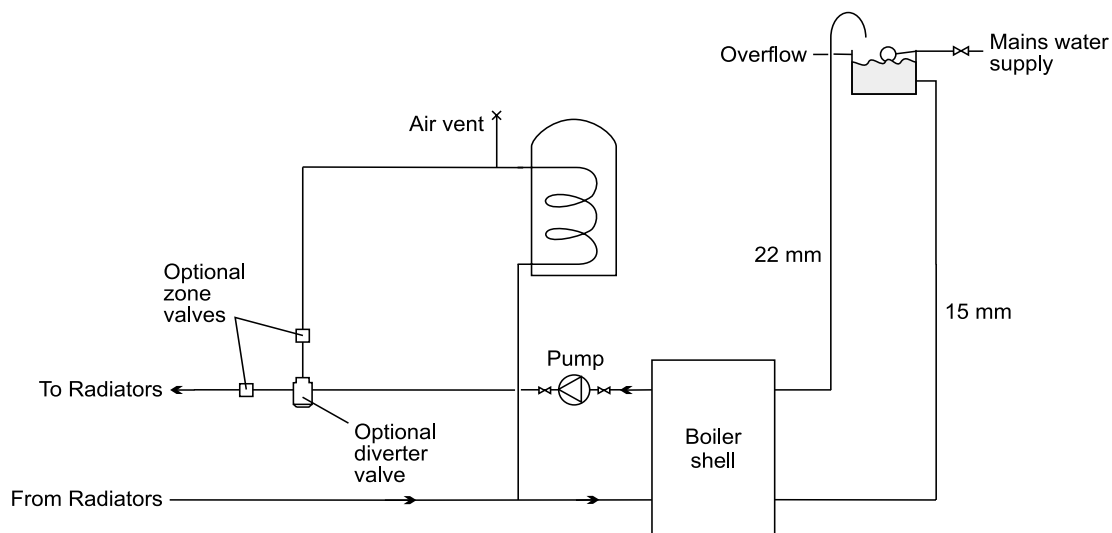 Overflow
Mains water
supply
Air vent
22 mm
Optional
zone
valves
15 mm
Pump
To Radiators
Optional
diverter
valve
Boiler
shell
From Radiators